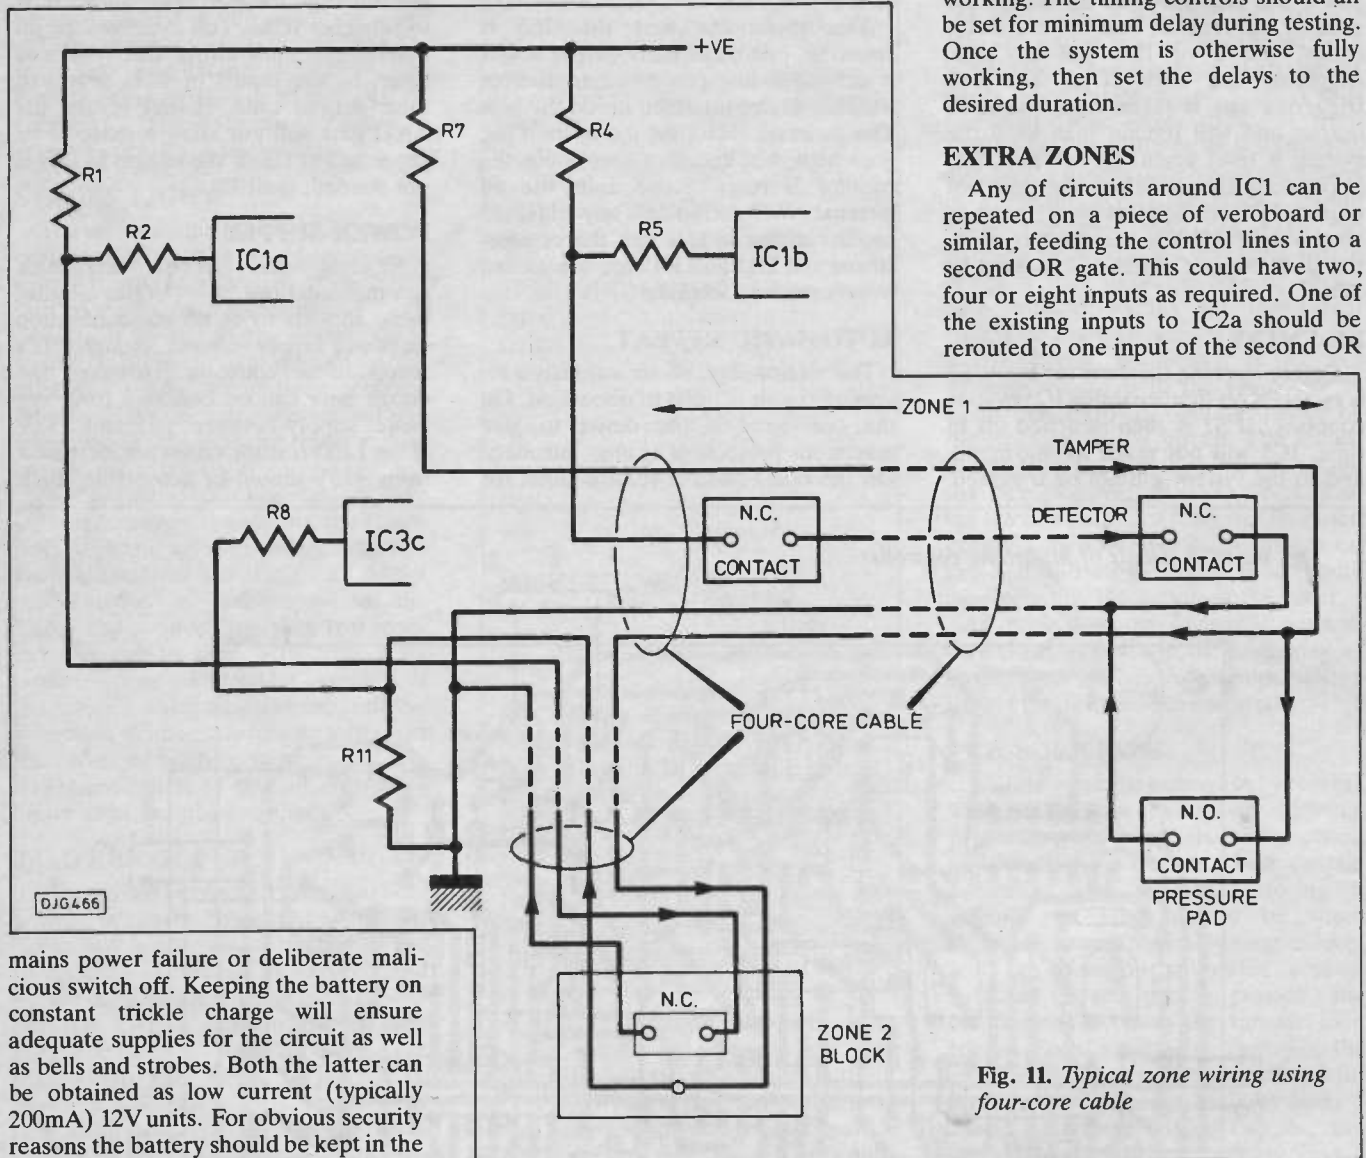 working. The timing controls should all
be set for minimum delay during testing.
Once the system is otherwise fully
working, then set the delays to the
desired duration.
EXTRA ZONES
Any of circuits around IC1 can be
repeated on a piece of veroboard or
similar, feeding the control lines into a
second OR gate. This could have two,
four or eight inputs as required. One of
the existing inputs to IC2a should be
rerouted to one input of the second OR
+VE
R1
R7
R4
R2
IC1a
R5
IC1b
ZONE 1
TAMPER
R8
IC3c
N.C.
CONTACT
DETECTOR
N.C.
CONTACT
FOUR-CORE CABLE
R11
N.O.
CONTACT
PRESSURE
PAD
DJG466
N.C.
ZONE 2
BLOCK
Fig. 11. Typical zone wiring using
four-core cable
mains power failure or deliberate mali-
cious switch off. Keeping the battery on
constant trickle charge will ensure
adequate supplies for the circuit as well
as bells and strobes. Both the latter can
be obtained as low current (typically
200mA) 12V units. For obvious security
reasons the battery should be kept in the